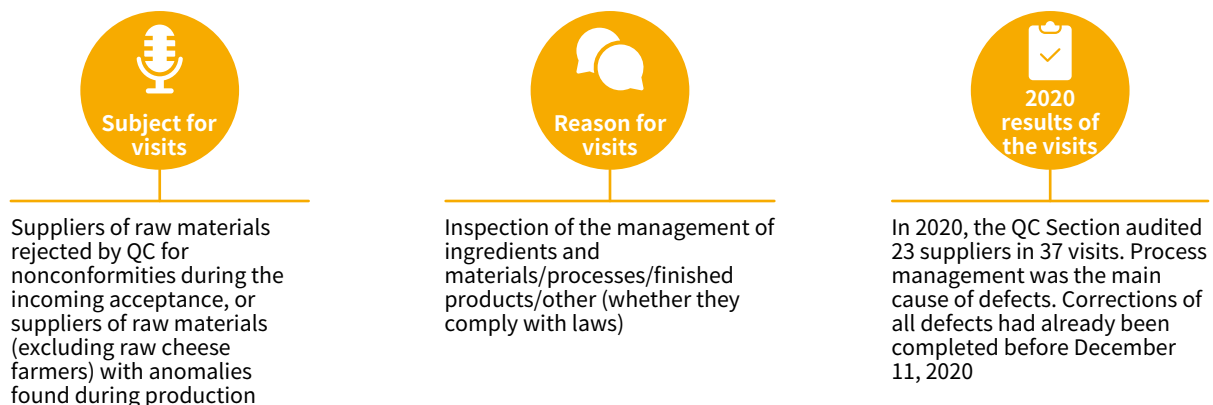 Subject for
visits
Suppliers of raw materials
rejected by QC for
nonconformities during the
incoming acceptance, or
suppliers of raw materials
(excluding raw cheese
farmers) with anomalies
found during production
Reason for
visits
Inspection of the management of
ingredients and
materials/processes/finished
products/other (whether they
comply with laws)
2020
results of
the visits
In 2020, the QC Section audited
23 suppliers in 37 visits. Process
management was the main
cause of defects. Corrections of
all defects had already been
completed before December
11, 2020